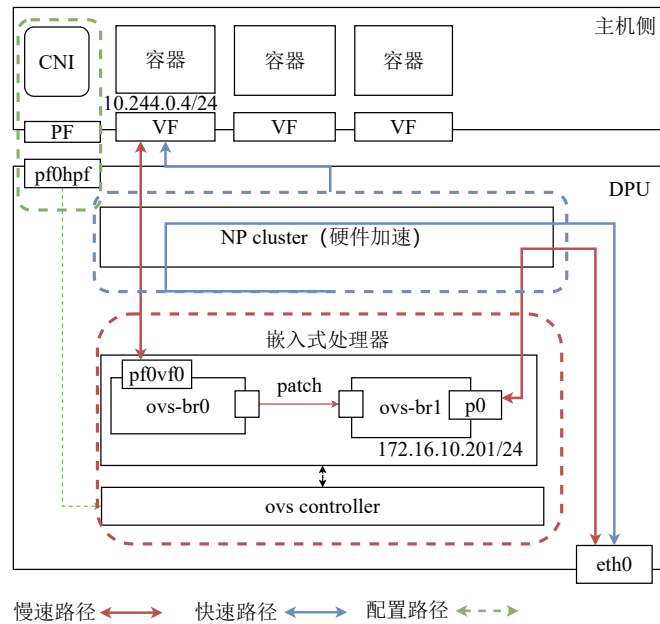 主机侧
CNI
容器
容器
容器
10.244.0.4/24
PF
VF
VF
VF
pf0hpf
DPU
NP cluster（硬件加速）
嵌入式处理器
pf0vf0
ovs-br0
patch
ovs-br1
p0
172.16.10.201/24
ovs controller
eth0
慢速路径
快速路径
配置路径